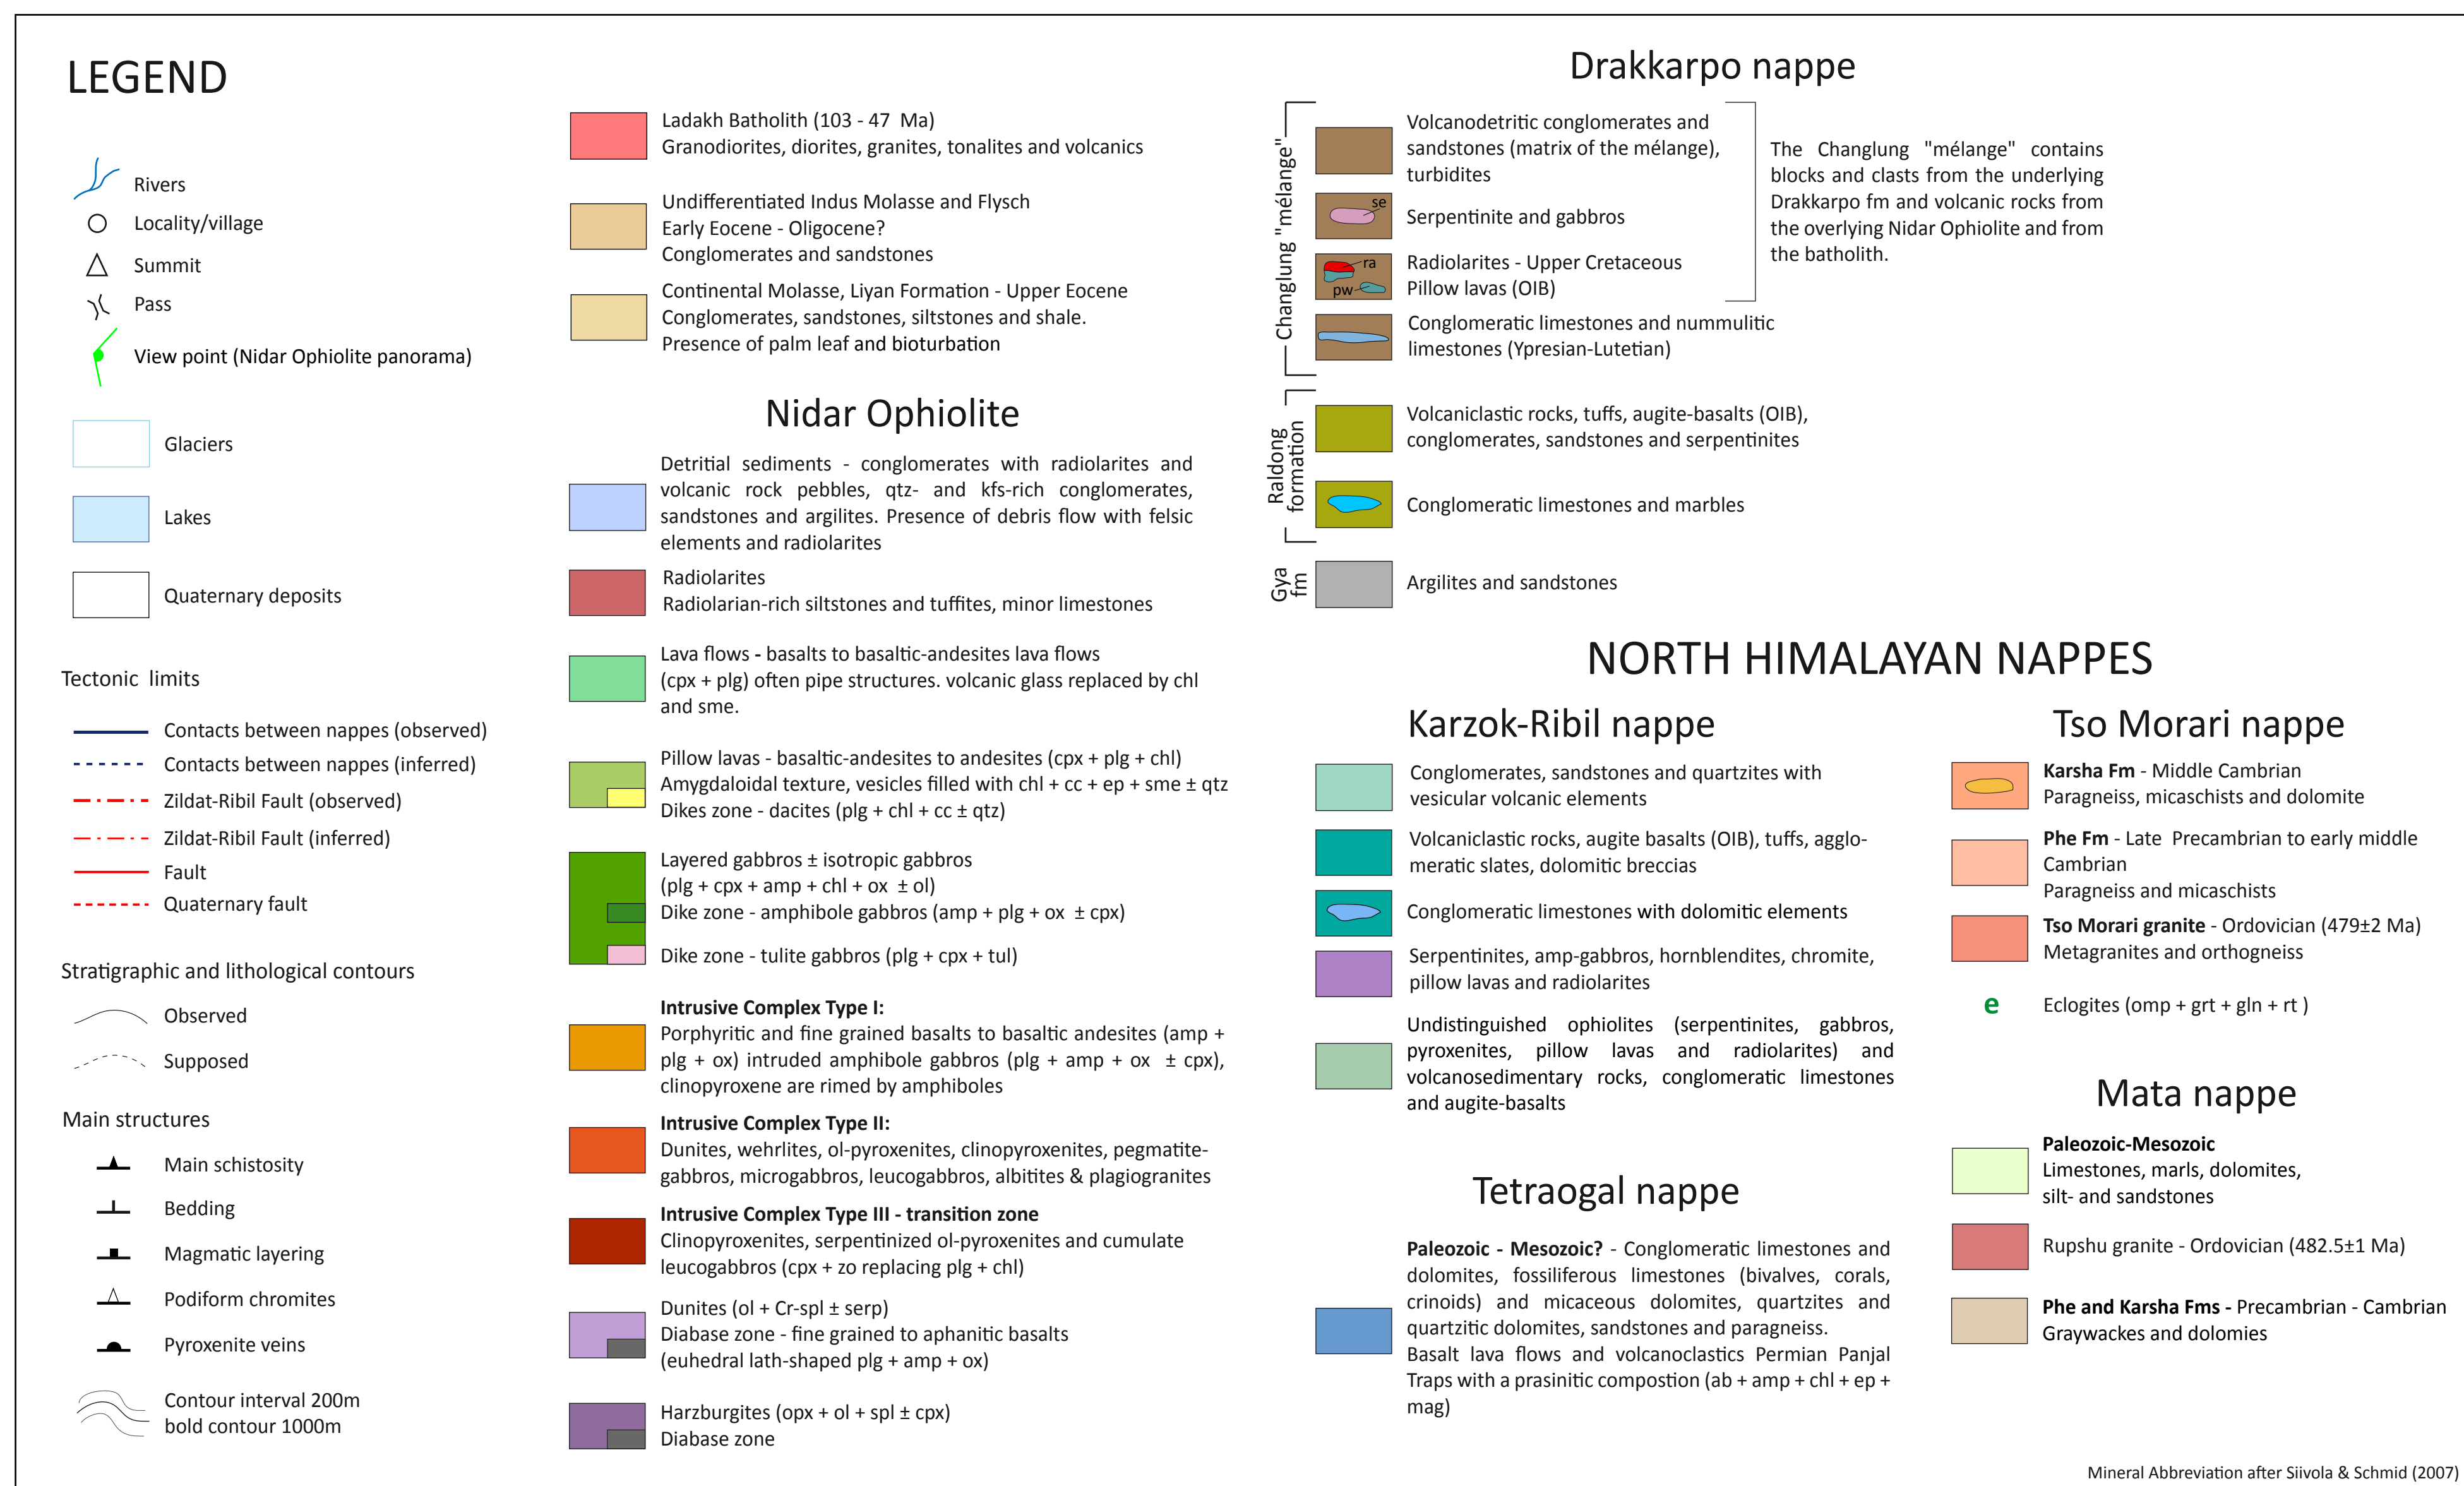 LEGEND
Rivers
Locality/village
Summit
Pass
View point (Nidar Ophiolite panorama)
Glaciers
Lakes
Quaternary deposits
Tectonic limits
Contacts between nappes (observed)
Contacts between nappes (inferred)
Zildat-Ribil Fault (observed)
Zildat-Ribil Fault (inferred)
Fault
Quaternary fault
Stratigraphic and lithological contours
Observed
Supposed
Main structures
Main schistosity
Bedding
Magmatic layering
Podiform chromites
Pyroxenite veins
Contour interval 200m
bold contour 1000m
Ladakh Batholith (103 - 47 Ma)
Granodiorites, diorites, granites, tonalites and volcanics
Undifferentiated Indus Molasse and Flysch
Early Eocene - Oligocene?
Conglomerates and sandstones
Continental Molasse, Liyan Formation - Upper Eocene
Conglomerates, sandstones, siltstones and shale.
Presence of palm leaf and bioturbation
Nidar Ophiolite
Detritial sediments - conglomerates with radiolarites and
volcanic rock pebbles, qtz- and kfs-rich conglomerates,
sandstones and argilites. Presence of debris flow with felsic
elements and radiolarites
Radiolarites
Radiolarian-rich siltstones and tuffites, minor limestones
Lava flows - basalts to basaltic-andesites lava flows
(cpx + plg) often pipe structures. volcanic glass replaced by chl
and sme.
Pillow lavas - basaltic-andesites to andesites (cpx + plg + chl)
Amygdaloidal texture, vesicles filled with chl + cc + ep + sme ± qtz
Dikes zone - dacites (plg + chl + cc ± qtz)
Layered gabbros ± isotropic gabbros
(plg + cpx + amp + chl + ox ± ol)
Dike zone - amphibole gabbros (amp + plg + ox ± cpx)
Dike zone - tulite gabbros (plg + cpx + tul)
Intrusive Complex Type I:
Porphyritic and fine grained basalts to basaltic andesites (amp +
plg + ox) intruded amphibole gabbros (plg + amp + ox ± cpx),
clinopyroxene are rimed by amphiboles
Intrusive Complex Type II:
Dunites, wehrlites, ol-pyroxenites, clinopyroxenites, pegmatite-
gabbros, microgabbros, leucogabbros, albitites & plagiogranites
Intrusive Complex Type III - transition zone
Clinopyroxenites, serpentinized ol-pyroxenites and cumulate
leucogabbros (cpx + zo replacing plg + chl)
Dunites (ol + Cr-spl ± serp)
Diabase zone - fine grained to aphanitic basalts
(euhedral lath-shaped plg + amp + ox)
Harzburgites (opx + ol + spl ± cpx)
Diabase zone
Drakkarpo nappe
Changlung "mélange"
Volcanodetritic conglomerates and
sandstones (matrix of the mélange),
turbidites
se
Serpentinite and gabbros
ra
pw
Radiolarites - Upper Cretaceous
Pillow lavas (OIB)
Conglomeratic limestones and nummulitic
limestones (Ypresian-Lutetian)
The Changlung "mélange" contains
blocks and clasts from the underlying
Drakkarpo fm and volcanic rocks from
the overlying Nidar Ophiolite and from
the batholith.
Raldong
formation
Volcaniclastic rocks, tuffs, augite-basalts (OIB),
conglomerates, sandstones and serpentinites
Conglomeratic limestones and marbles
Gya
fm
Argilites and sandstones
NORTH HIMALAYAN NAPPES
Karzok-Ribil nappe
Conglomerates, sandstones and quartzites with
vesicular volcanic elements
Volcaniclastic rocks, augite basalts (OIB), tuffs, agglo-
meratic slates, dolomitic breccias
Conglomeratic limestones with dolomitic elements
Serpentinites, amp-gabbros, hornblendites, chromite,
pillow lavas and radiolarites
Undistinguished ophiolites (serpentinites, gabbros,
pyroxenites, pillow lavas and radiolarites) and
volcanosedimentary rocks, conglomeratic limestones
and augite-basalts
Tetraogal nappe
Paleozoic - Mesozoic? - Conglomeratic limestones and
dolomites, fossiliferous limestones (bivalves, corals,
crinoids) and micaceous dolomites, quartzites and
quartzitic dolomites, sandstones and paragneiss.
Basalt lava flows and volcanoclastics Permian Panjal
Traps with a prasinitic compostion (ab + amp + chl + ep +
mag)
Tso Morari nappe
Karsha Fm - Middle Cambrian
Paragneiss, micaschists and dolomite
Phe Fm - Late Precambrian to early middle
Cambrian
Paragneiss and micaschists
Tso Morari granite - Ordovician (479±2 Ma)
Metagranites and orthogneiss
e
Eclogites (omp + grt + gln + rt )
Mata nappe
Paleozoic-Mesozoic
Limestones, marls, dolomites,
silt- and sandstones
Rupshu granite - Ordovician (482.5±1 Ma)
Phe and Karsha Fms - Precambrian - Cambrian
Graywackes and dolomies
Mineral Abbreviation after Siivola & Schmid (2007)